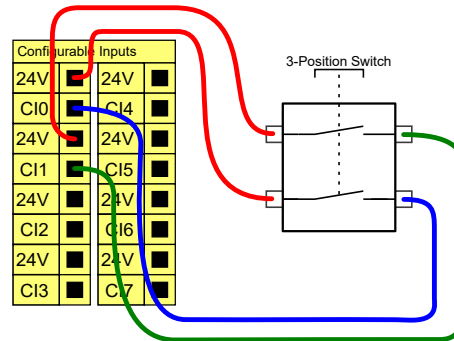 Configurable Inputs
3-Position Switch
24V 24V
CI0 CI4
24V 24V
CI1 CI5
24V 24V
CI2 CI6
24V 24V
CI3 CI7